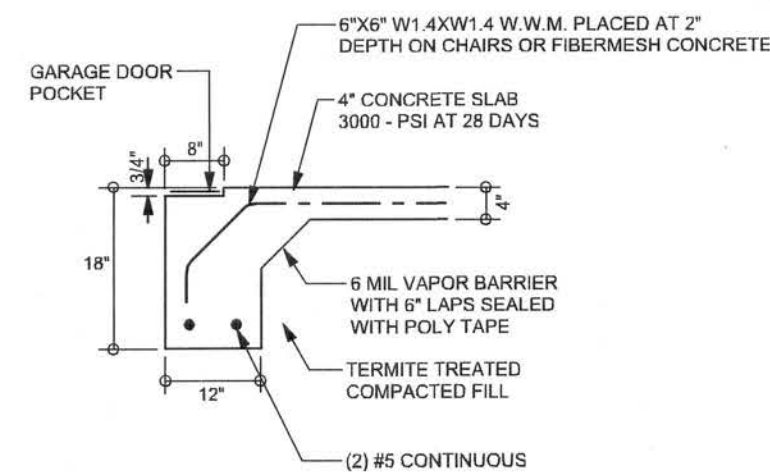 6"X6" W1.4XW1.4 W.W.M. PLACED AT 2"
DEPTH ON CHAIRS OR FIBERMESH CONCRETE
GARAGE DOOR
POCKET
4" CONCRETE SLAB
3000 - PSI AT 28 DAYS
8"
3/4"
4"
18"
6 MIL VAPOR BARRIER
WITH 6" LAPS SEALED
WITH POLY TAPE
TERMITE TREATED
COMPACTED FILL
12"
(2) #5 CONTINUOUS